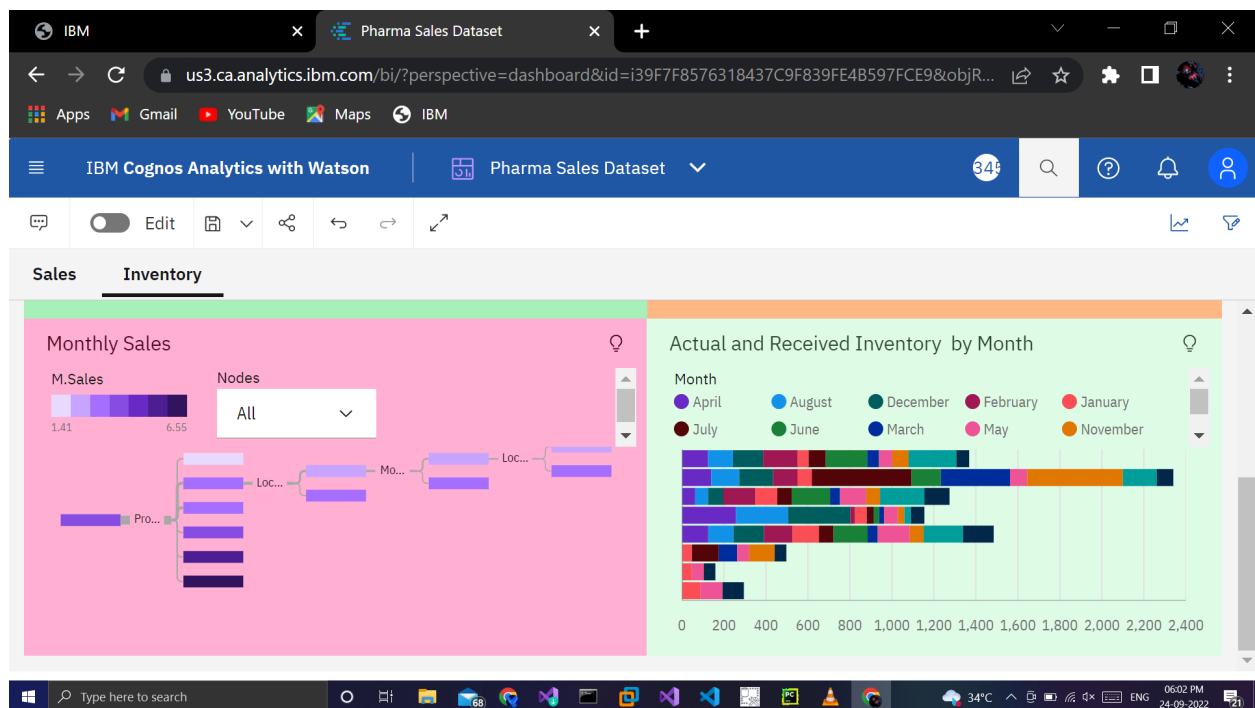 IBM
Pharma Sales Dataset
us3.ca.analytics.ibm.com/bi/?perspective=dashboard&id=i39F7F8576318437C9F839FE4B597FCE9&objR...
Apps
Gmail
YouTube
Maps
IBM
IBM Cognos Analytics with Watson
Pharma Sales Dataset
345
Edit
Sales
Inventory
Monthly Sales
M.Sales
1.41
6.55
Nodes
All
Pro...
Loc...
Mo...
Loc...
Actual and Received Inventory by Month
Month
April
August
December
February
January
July
June
March
May
November
0 200 400 600 800 1,000 1,200 1,400 1,600 1,800 2,000 2,200 2,400
Type here to search
68
PC
34°C
ENG
06:02 PM
24-09-2022
21